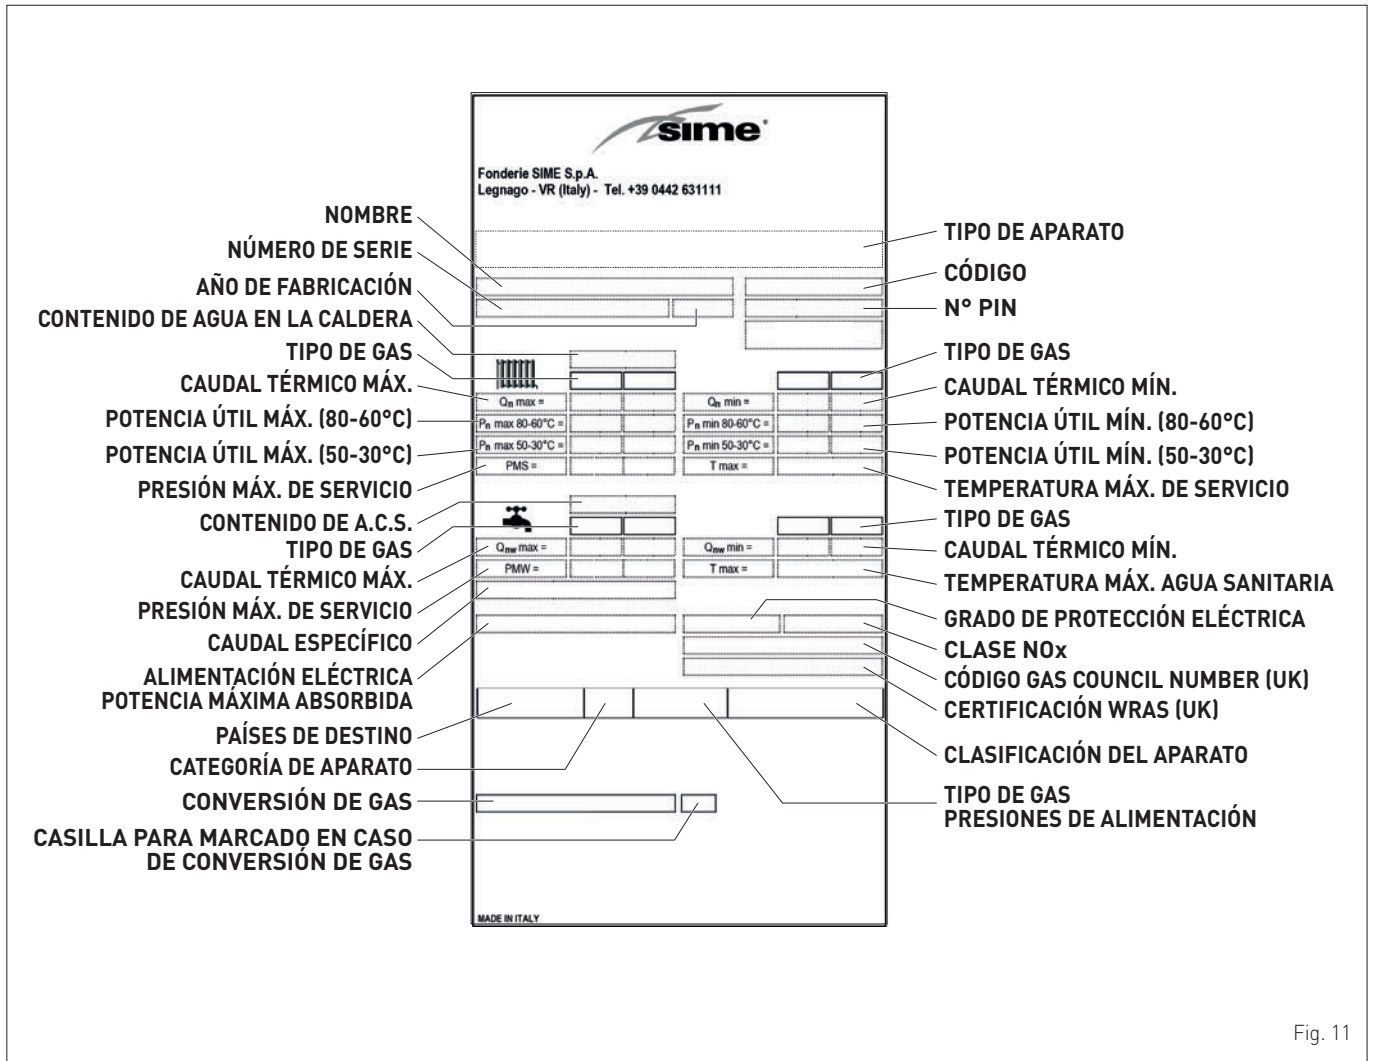 sime®
Fonderie SIME S.p.A.
Legnago - VR (Italy) - Tel. +39 0442 631111
NOMBRE
NÚMERO DE SERIE
AÑO DE FABRICACIÓN
CONTENIDO DE AGUA EN LA CALDERA
TIPO DE GAS
CAUDAL TÉRMICO MÁX.
POTENCIA ÚTIL MÁX. (80-60°C)
POTENCIA ÚTIL MÁX. (50-30°C)
PRESIÓN MÁX. DE SERVICIO
CONTENIDO DE A.C.S.
TIPO DE GAS
CAUDAL TÉRMICO MÁX.
PRESIÓN MÁX. DE SERVICIO
CAUDAL ESPECÍFICO
ALIMENTACIÓN ELÉCTRICA
POTENCIA MÁXIMA ABSORBIDA
PAÍSES DE DESTINO
CATEGORÍA DE APARATO
CONVERSIÓN DE GAS
CASILLA PARA MARCADO EN CASO
DE CONVERSIÓN DE GAS
Qn max =
Qn min =
Pn max 80-60°C =
Pn min 80-60°C =
Pn max 50-30°C =
Pn min 50-30°C =
PMS =
T max =
Qnw max =
Qnw min =
PMW =
T max =
MADE IN ITALY
TIPO DE APARATO
CÓDIGO
N° PIN
TIPO DE GAS
CAUDAL TÉRMICO MÍN.
POTENCIA ÚTIL MÍN. (80-60°C)
POTENCIA ÚTIL MÍN. (50-30°C)
TEMPERATURA MÁX. DE SERVICIO
TIPO DE GAS
CAUDAL TÉRMICO MÍN.
TEMPERATURA MÁX. AGUA SANITARIA
GRADO DE PROTECCIÓN ELÉCTRICA
CLASE NOx
CÓDIGO GAS COUNCIL NUMBER (UK)
CERTIFICACIÓN WRAS (UK)
CLASIFICACIÓN DEL APARATO
TIPO DE GAS
PRESIONES DE ALIMENTACIÓN
Fig. 11